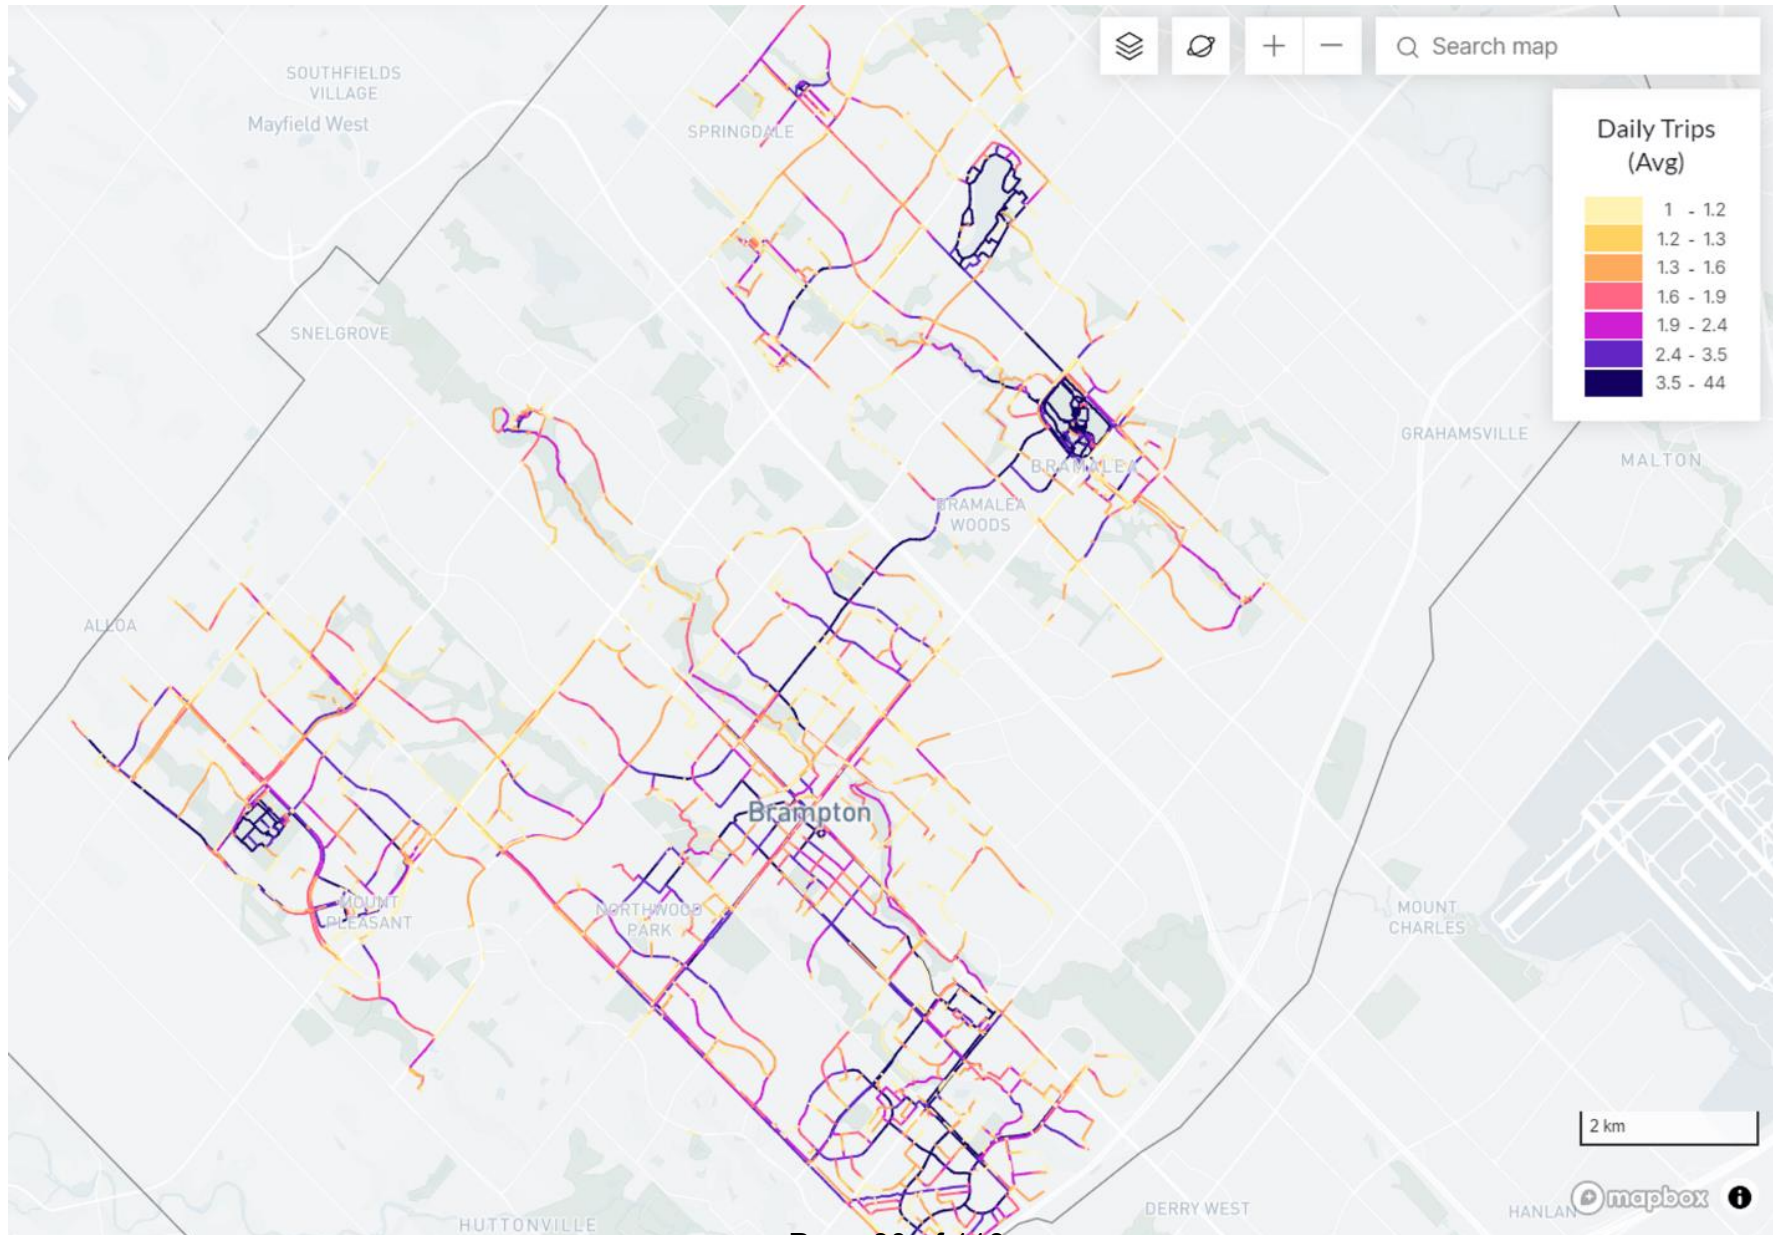 Search map
SOUTHFIELDS
VILLAGE
Mayfield West
SPRINGDALE
Daily Trips
(Avg)
1 - 1.2
1.2 - 1.3
1.3 - 1.6
1.6 - 1.9
1.9 - 2.4
2.4 - 3.5
3.5 - 44
SNELGROVE
GRAHAMSVILLE
MALTON
BRAMALEA
BRAMALEA
WOODS
ALLOA
Brampton
MOUNT
PLEASANT
NORTHWOOD
PARK
MOUNT
CHARLES
2 km
mapbox
HUTTONVILLE
DERRY WEST
HANLAN